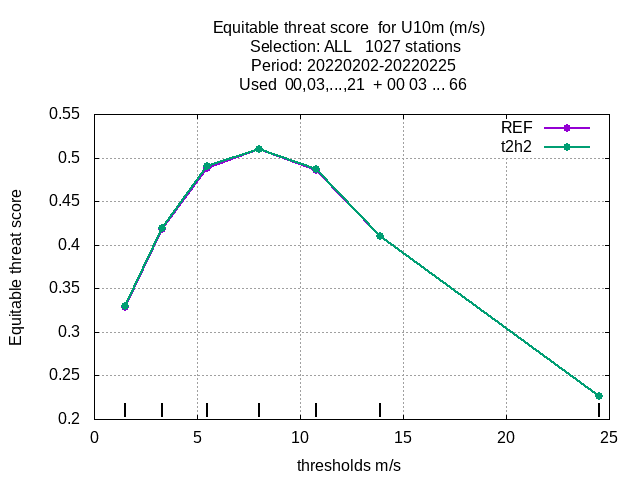 Equitable threat score  for U10m (m/s)
Selection: ALL   1027 stations
Period: 20220202-20220225
Used  00,03,...,21  + 00 03 ... 66
REF
t2h2
0.55
0.5
0.45
0.4
0.35
0.3
0.25
0.2
Equitable threat score
0 5 10 15 20 25
thresholds m/s